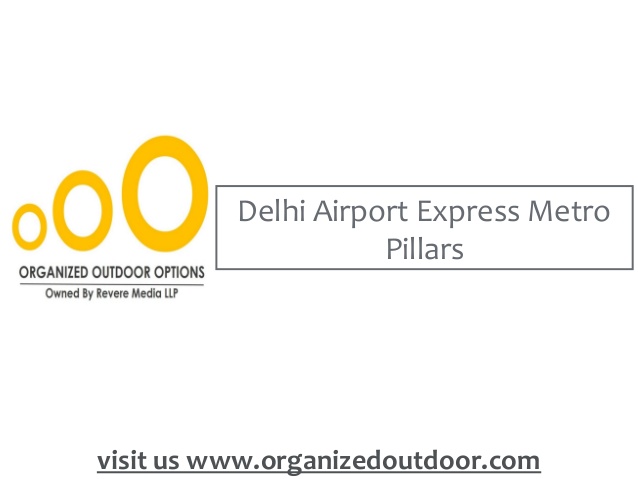 ORGANIZED OUTDOOR OPTIONS
Owned By Revere Media LLP
Delhi Airport Express Metro
Pillars
visit us www.organizedoutdoor.com